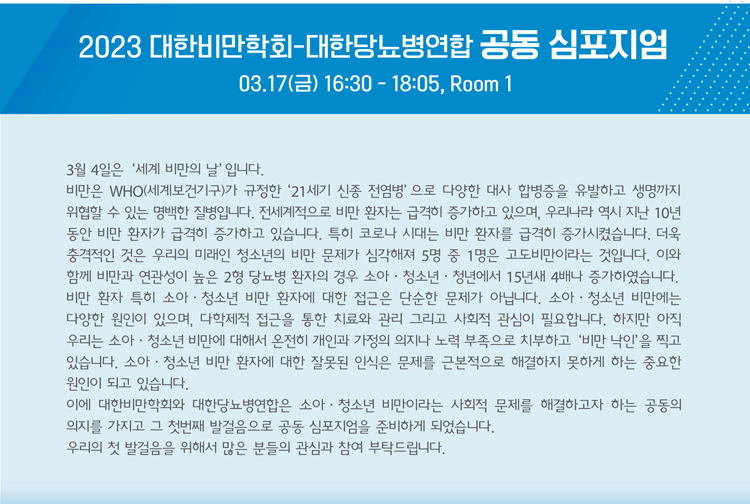 2023 대한비만학회-대한당뇨병연합 공동 심포지엄
03.17(금) 16:30 - 18:05, Room 1
3월 4일은 ‘세계 비만의 날’입니다.
비만은 WHO(세계보건기구)가 규정한 ‘21세기 신종 전염병’으로 다양한 대사 합병증을 유발하고 생명까지
위협할 수 있는 명백한 질병입니다. 전세계적으로 비만 환자는 급격히 증가하고 있으며, 우리나라 역시 지난 10년
동안 비만 환자가 급격히 증가하고 있습니다. 특히 코로나 시대는 비만 환자를 급격히 증가시켰습니다. 더욱
충격적인 것은 우리의 미래인 청소년의 비만 문제가 심각해져 5명 중 1명은 고도비만이라는 것입니다. 이와
함께 비만과 연관성이 높은 2형 당뇨병 환자의 경우 소아·청소년·청년에서 15년새 4배나 증가하였습니다.
비만 환자 특히 소아·청소년 비만 환자에 대한 접근은 단순한 문제가 아닙니다. 소아·청소년 비만에는
다양한 원인이 있으며, 다학제적 접근을 통한 치료와 관리 그리고 사회적 관심이 필요합니다. 하지만 아직
우리는 소아·청소년 비만에 대해서 온전히 개인과 가정의 의지나 노력 부족으로 치부하고 ‘비만 낙인’을 찍고
있습니다. 소아·청소년 비만 환자에 대한 잘못된 인식은 문제를 근본적으로 해결하지 못하게 하는 중요한
원인이 되고 있습니다.
이에 대한비만학회와 대한당뇨병연합은 소아·청소년 비만이라는 사회적 문제를 해결하고자 하는 공동의
의지를 가지고 그 첫번째 발걸음으로 공동 심포지엄을 준비하게 되었습니다.
우리의 첫 발걸음을 위해서 많은 분들의 관심과 참여 부탁드립니다.